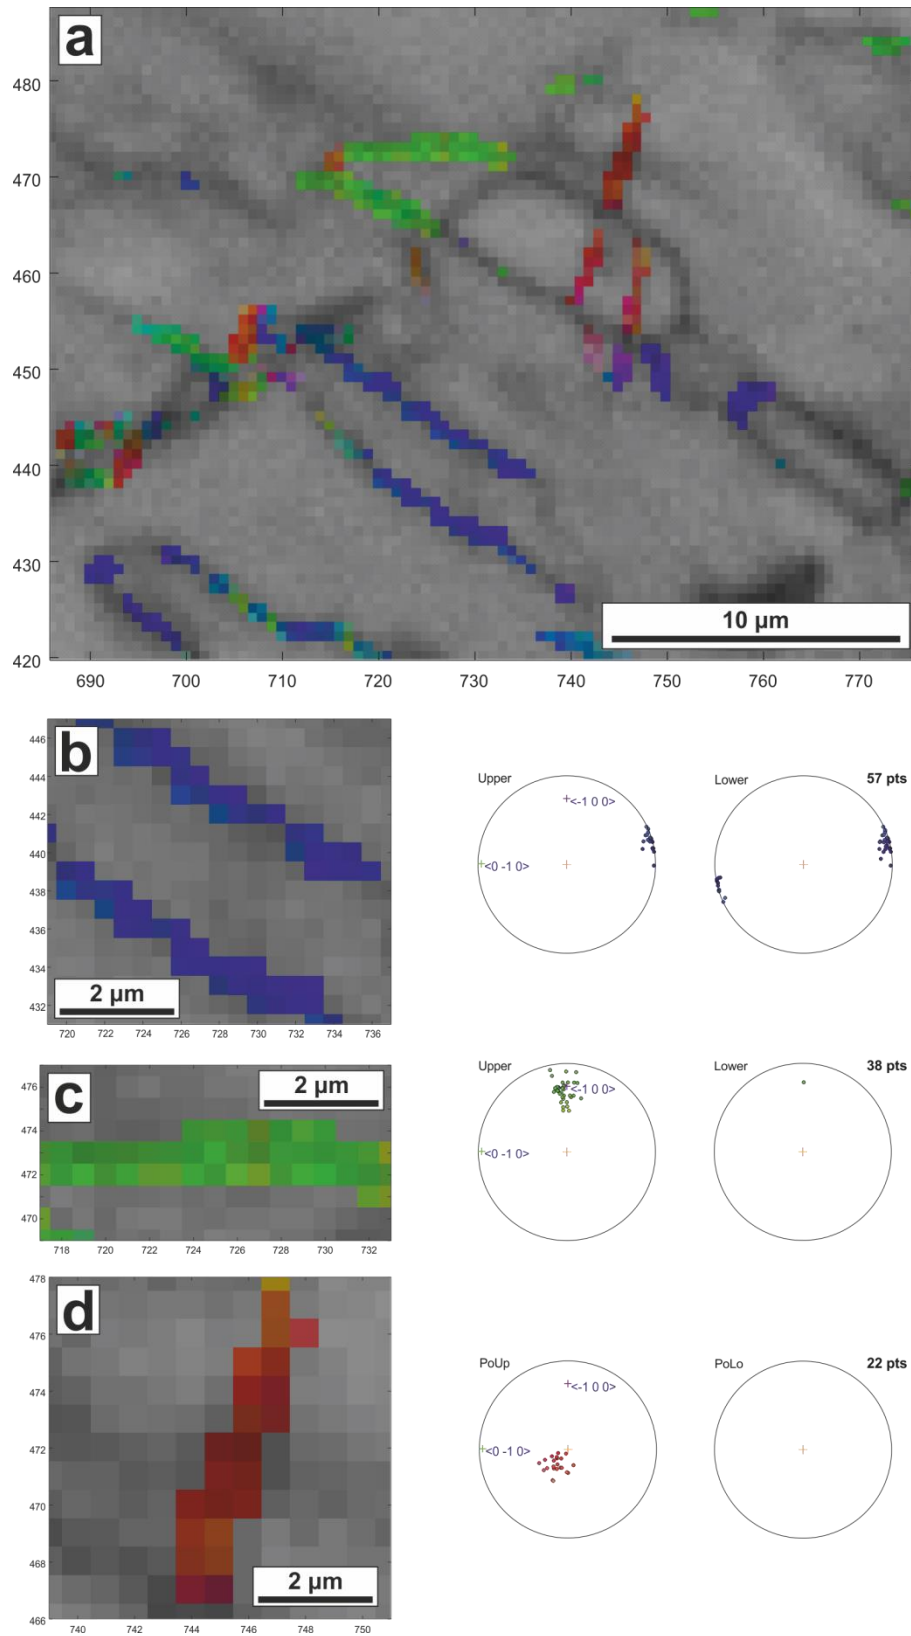 a
480
470
460
450
440
430
420
10 µm
690 700 710 720 730 740 750 760 770
b
446
444
442
440
438
436
434
432
2 µm
720 722 724 726 728 730 732 734 736
Upper
<-1 0 0>
<0 -1 0>
Lower
57 pts
c
476
474
472
470
2 µm
718 720 722 724 726 728 730 732
Upper
<-1 0 0>
<0 -1 0>
Lower
38 pts
d
478
476
474
472
470
468
466
2 µm
740 742 744 746 748 750
PoUp
<-1 0 0>
<0 -1 0>
PoLo
22 pts